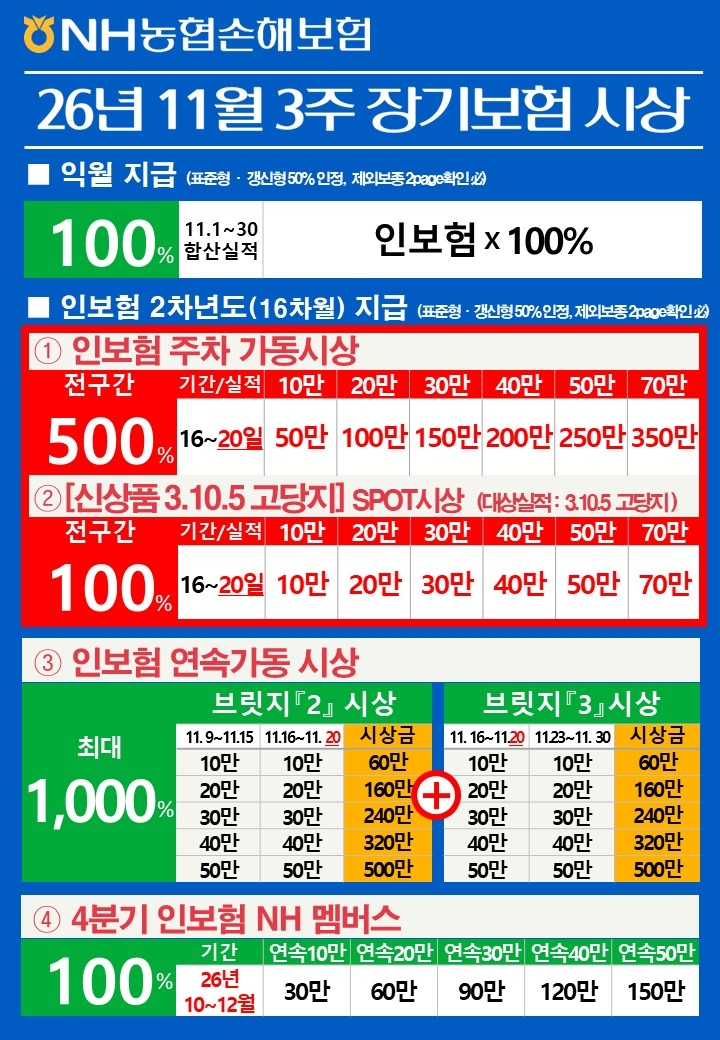 NH농협손해보험
26년 11월 3주 장기보험 시상
■ 익월 지급 (표준형 · 갱신형 50% 인정, 제외보종 2page확인 必)
100% 11.1~30 합산실적 인보험 x 100%
■ 인보험 2차년도(16차월) 지급 (표준형 · 갱신형 50% 인정, 제외보종 2page확인 必)
① 인보험 주차 가동시상
전구간 기간/실적 10만 20만 30만 40만 50만 70만
500% 16~20일 50만 100만 150만 200만 250만 350만
② [신상품 3.10.5 고당지] SPOT시상 (대상실적 : 3.10.5 고당지)
전구간 기간/실적 10만 20만 30만 40만 50만 70만
100% 16~20일 10만 20만 30만 40만 50만 70만
③ 인보험 연속가동 시상
최대 1,000%
브릿지『2』 시상
11. 9~11.15 11.16~11. 20 시상금
10만 10만 60만
20만 20만 160만
30만 30만 240만
40만 40만 320만
50만 50만 500만
+
브릿지『3』시상
11. 16~11.20 11.23~11. 30 시상금
10만 10만 60만
20만 20만 160만
30만 30만 240만
40만 40만 320만
50만 50만 500만
④ 4분기 인보험 NH 멤버스
100% 기간 연속10만 연속20만 연속30만 연속40만 연속50만
26년 10~12월 30만 60만 90만 120만 150만